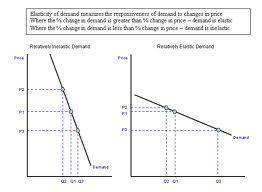 Elasticity of demand measures the responsiveness of demand to changes in price
Where the % change in demand is greater than % change in price – demand is elastic
Where the % change in demand is less than % change in price – demand is inelastic
Relatively Inelastic Demand
Relatively Elastic Demand
Price
Price
P2
P1
P3
Demand
Q2 Q1 Q3
P2
P1
P3
Demand
Q2 Q1 Q3